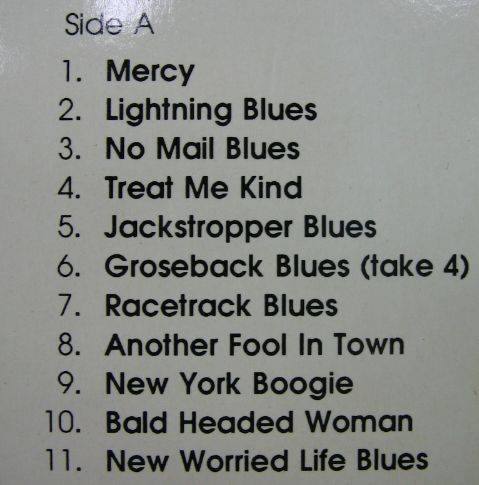 Side A
1. Mercy
2. Lightning Blues
3. No Mail Blues
4. Treat Me Kind
5. Jackstropper Blues
6. Groseback Blues (take 4)
7. Racetrack Blues
8. Another Fool In Town
9. New York Boogie
10. Bald Headed Woman
11. New Worried Life Blues